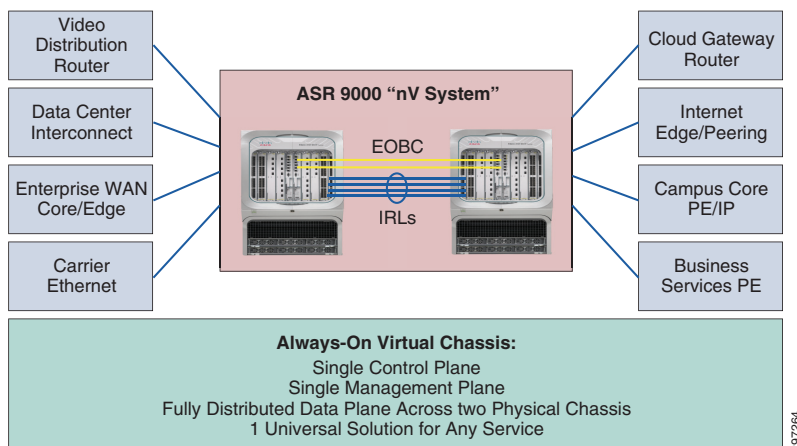 Video
Distribution
Router
Data Center
Interconnect
Enterprise WAN
Core/Edge
Carrier
Ethernet
ASR 9000 “nV System”
EOBC
IRLs
Cloud Gateway
Router
Internet
Edge/Peering
Campus Core
PE/IP
Business
Services PE
Always-On Virtual Chassis:
Single Control Plane
Single Management Plane
Fully Distributed Data Plane Across two Physical Chassis
1 Universal Solution for Any Service
97264